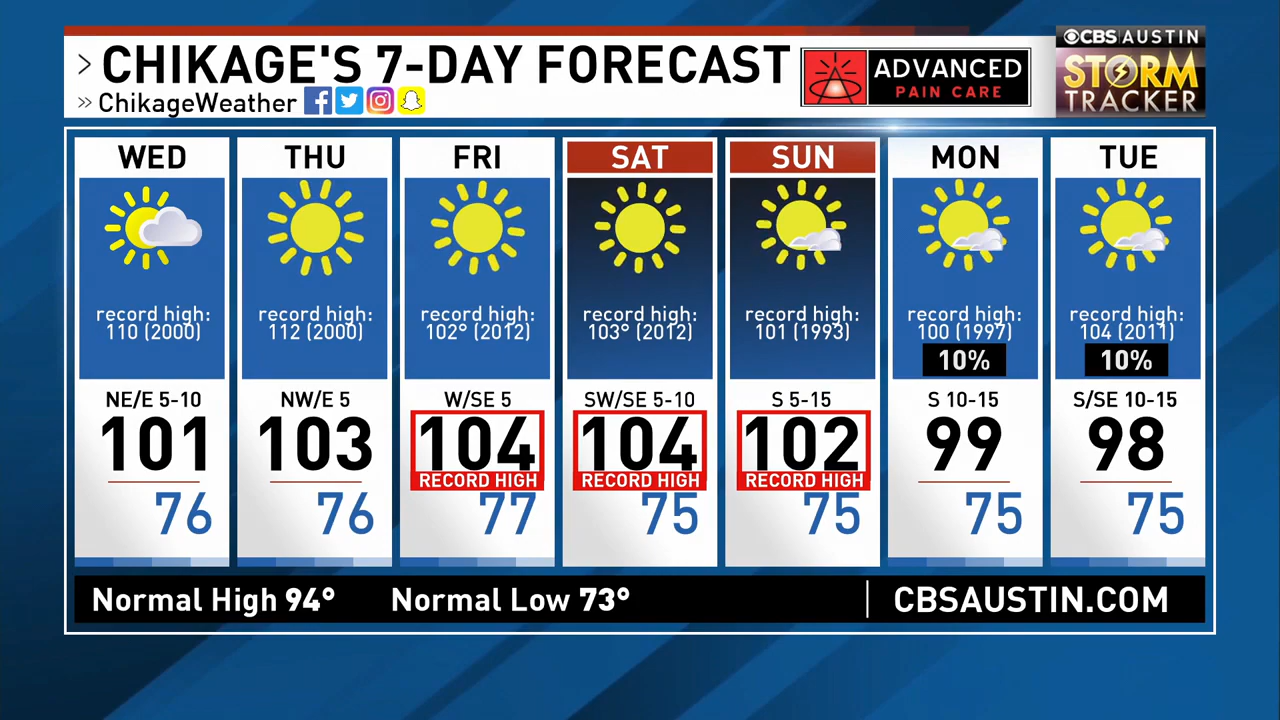 > CHIKAGE'S 7-DAY FORECAST
» ChikageWeather
ADVANCED
PAIN CARE
CBS AUSTIN
STORM
TRACKER
WED
record high:
110 (2000)
NE/E 5-10
101
76
THU
record high:
112 (2000)
NW/E 5
103
76
FRI
record high:
102° (2012)
W/SE 5
104
RECORD HIGH
77
SAT
record high:
103° (2012)
SW/SE 5-10
104
RECORD HIGH
75
SUN
record high:
101 (1993)
S 5-15
102
RECORD HIGH
75
MON
record high:
100 (1997)
10%
S 10-15
99
75
TUE
record high:
104 (2011)
10%
S/SE 10-15
98
75
Normal High 94° Normal Low 73°
CBSAUSTIN.COM